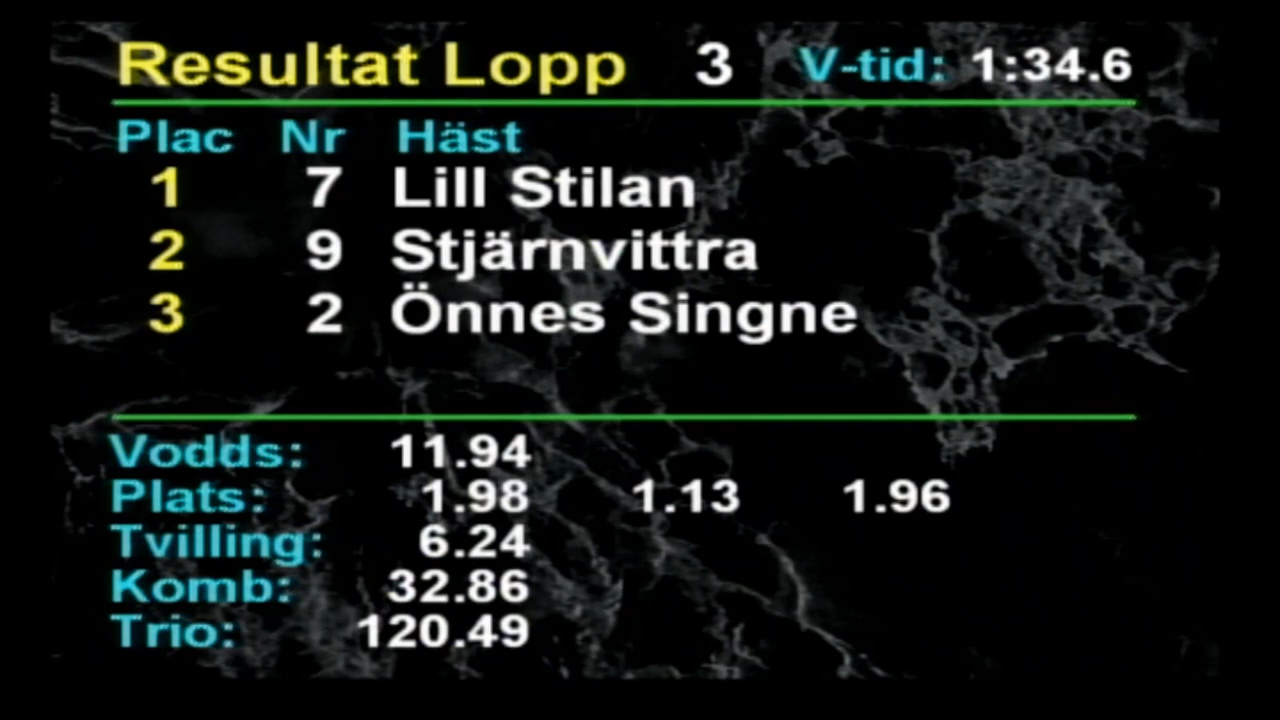 Resultat Lopp 3 V-tid: 1:34.6
Plac Nr Häst
1 7 Lill Stilan
2 9 Stjärnvittra
3 2 Önnes Singne
Vodds: 11.94
Plats: 1.98 1.13 1.96
Tvilling: 6.24
Komb: 32.86
Trio: 120.49